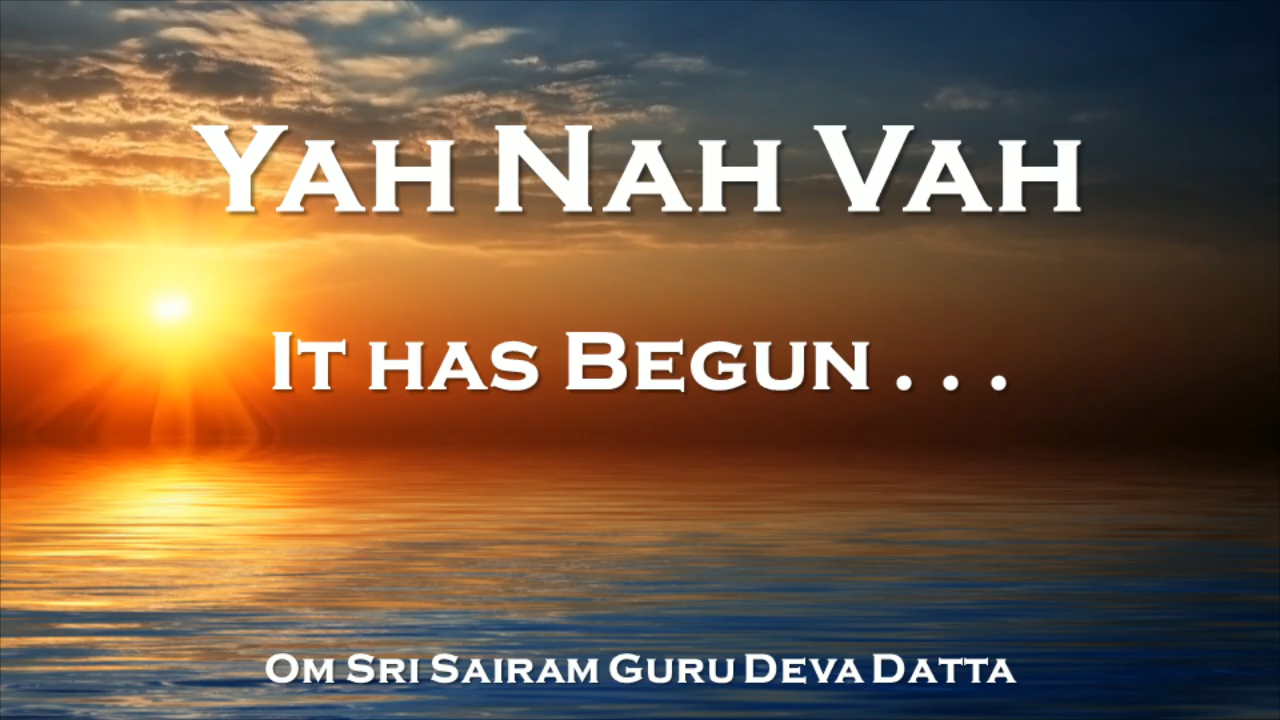 Yah Nah Vah
It has Begun . . .
Om Sri Sairam Guru Deva Datta